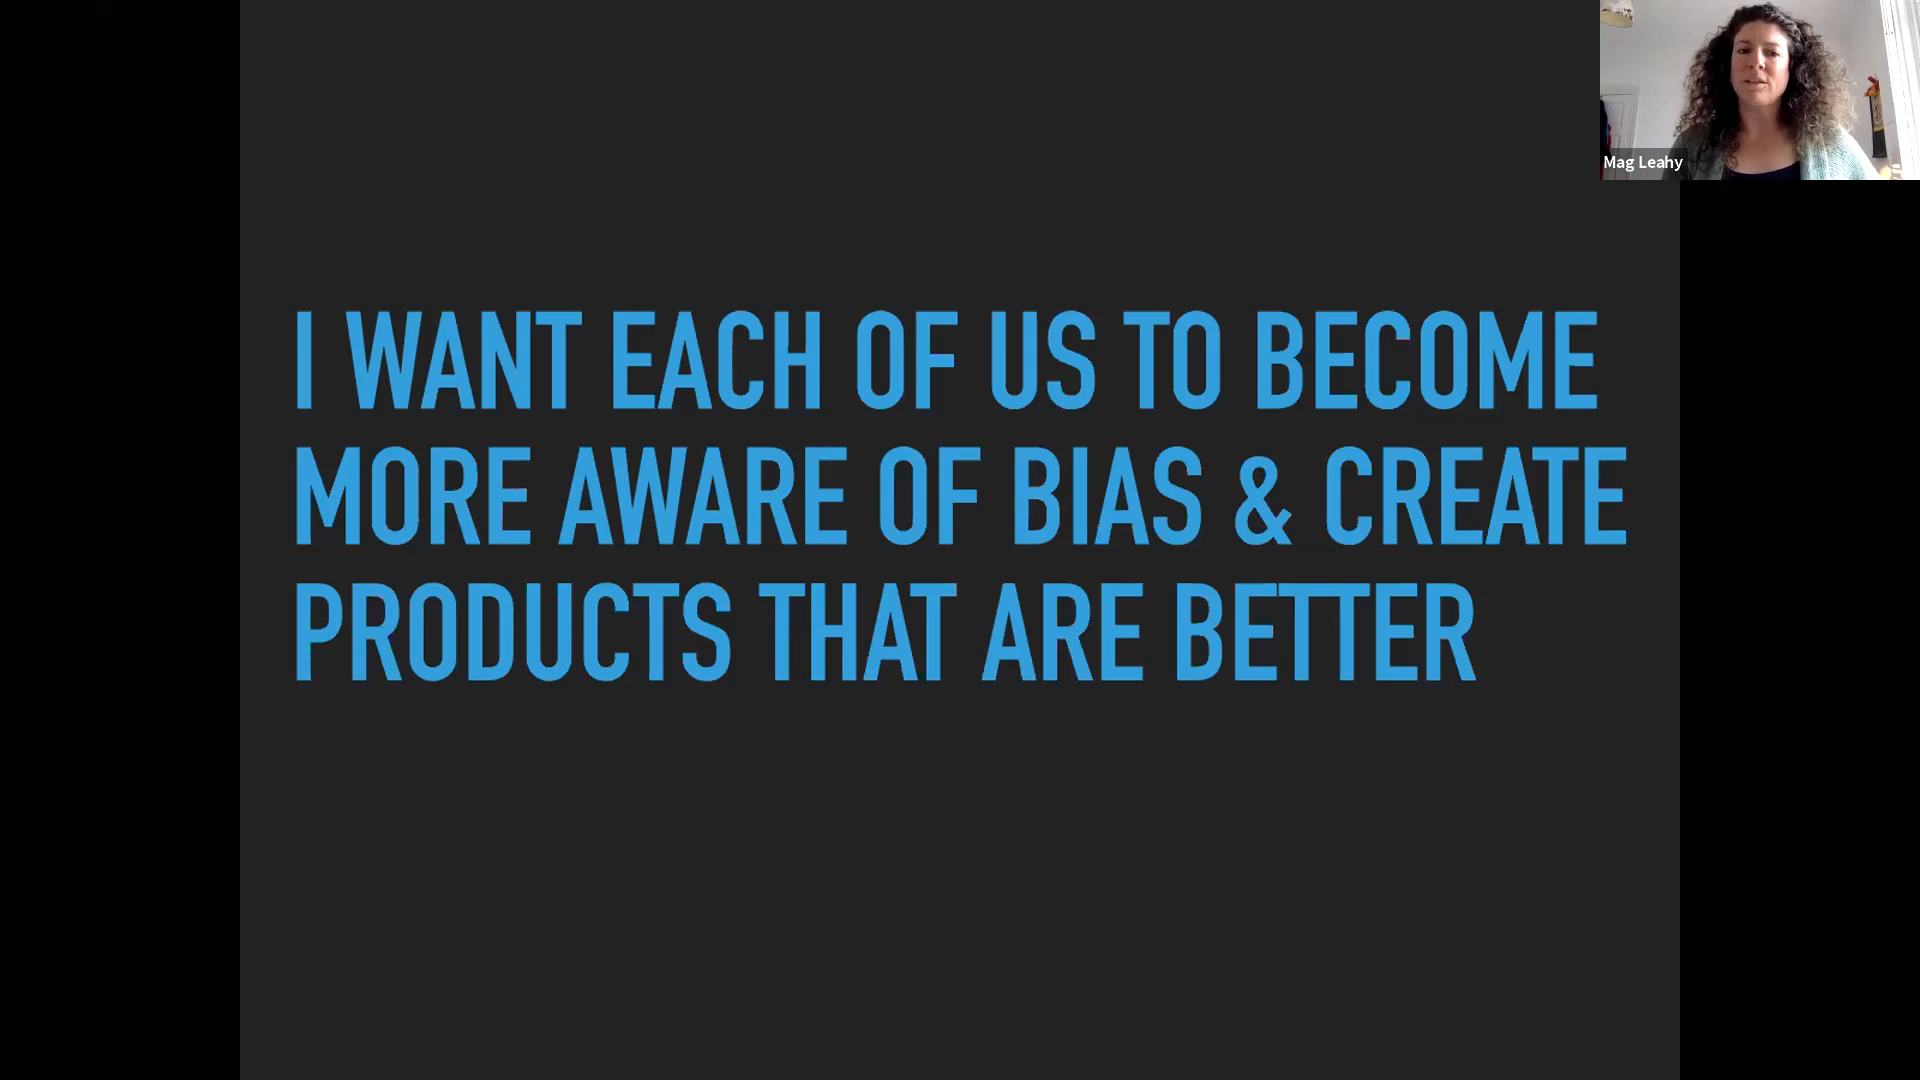 Mag Leahy
I WANT EACH OF US TO BECOME
MORE AWARE OF BIAS & CREATE
PRODUCTS THAT ARE BETTER